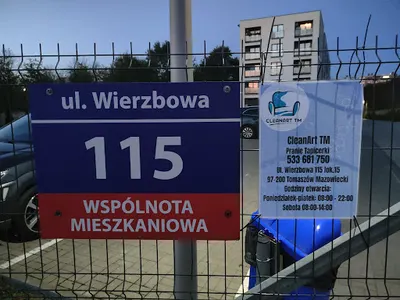 ul. Wierzbowa
115
WSPÓLNOTA
MIESZKANIOWA
CLEANART TM
CleanArt TM
Pranie Tapicerki
533 681 750
ul. Wierzbowa 115 lok.15
97-200 Tomaszów Mazowiecki
Godziny otwarcia:
Poniedziałek-piątek: 08:00 - 22:00
Sobota 08:00-14:00